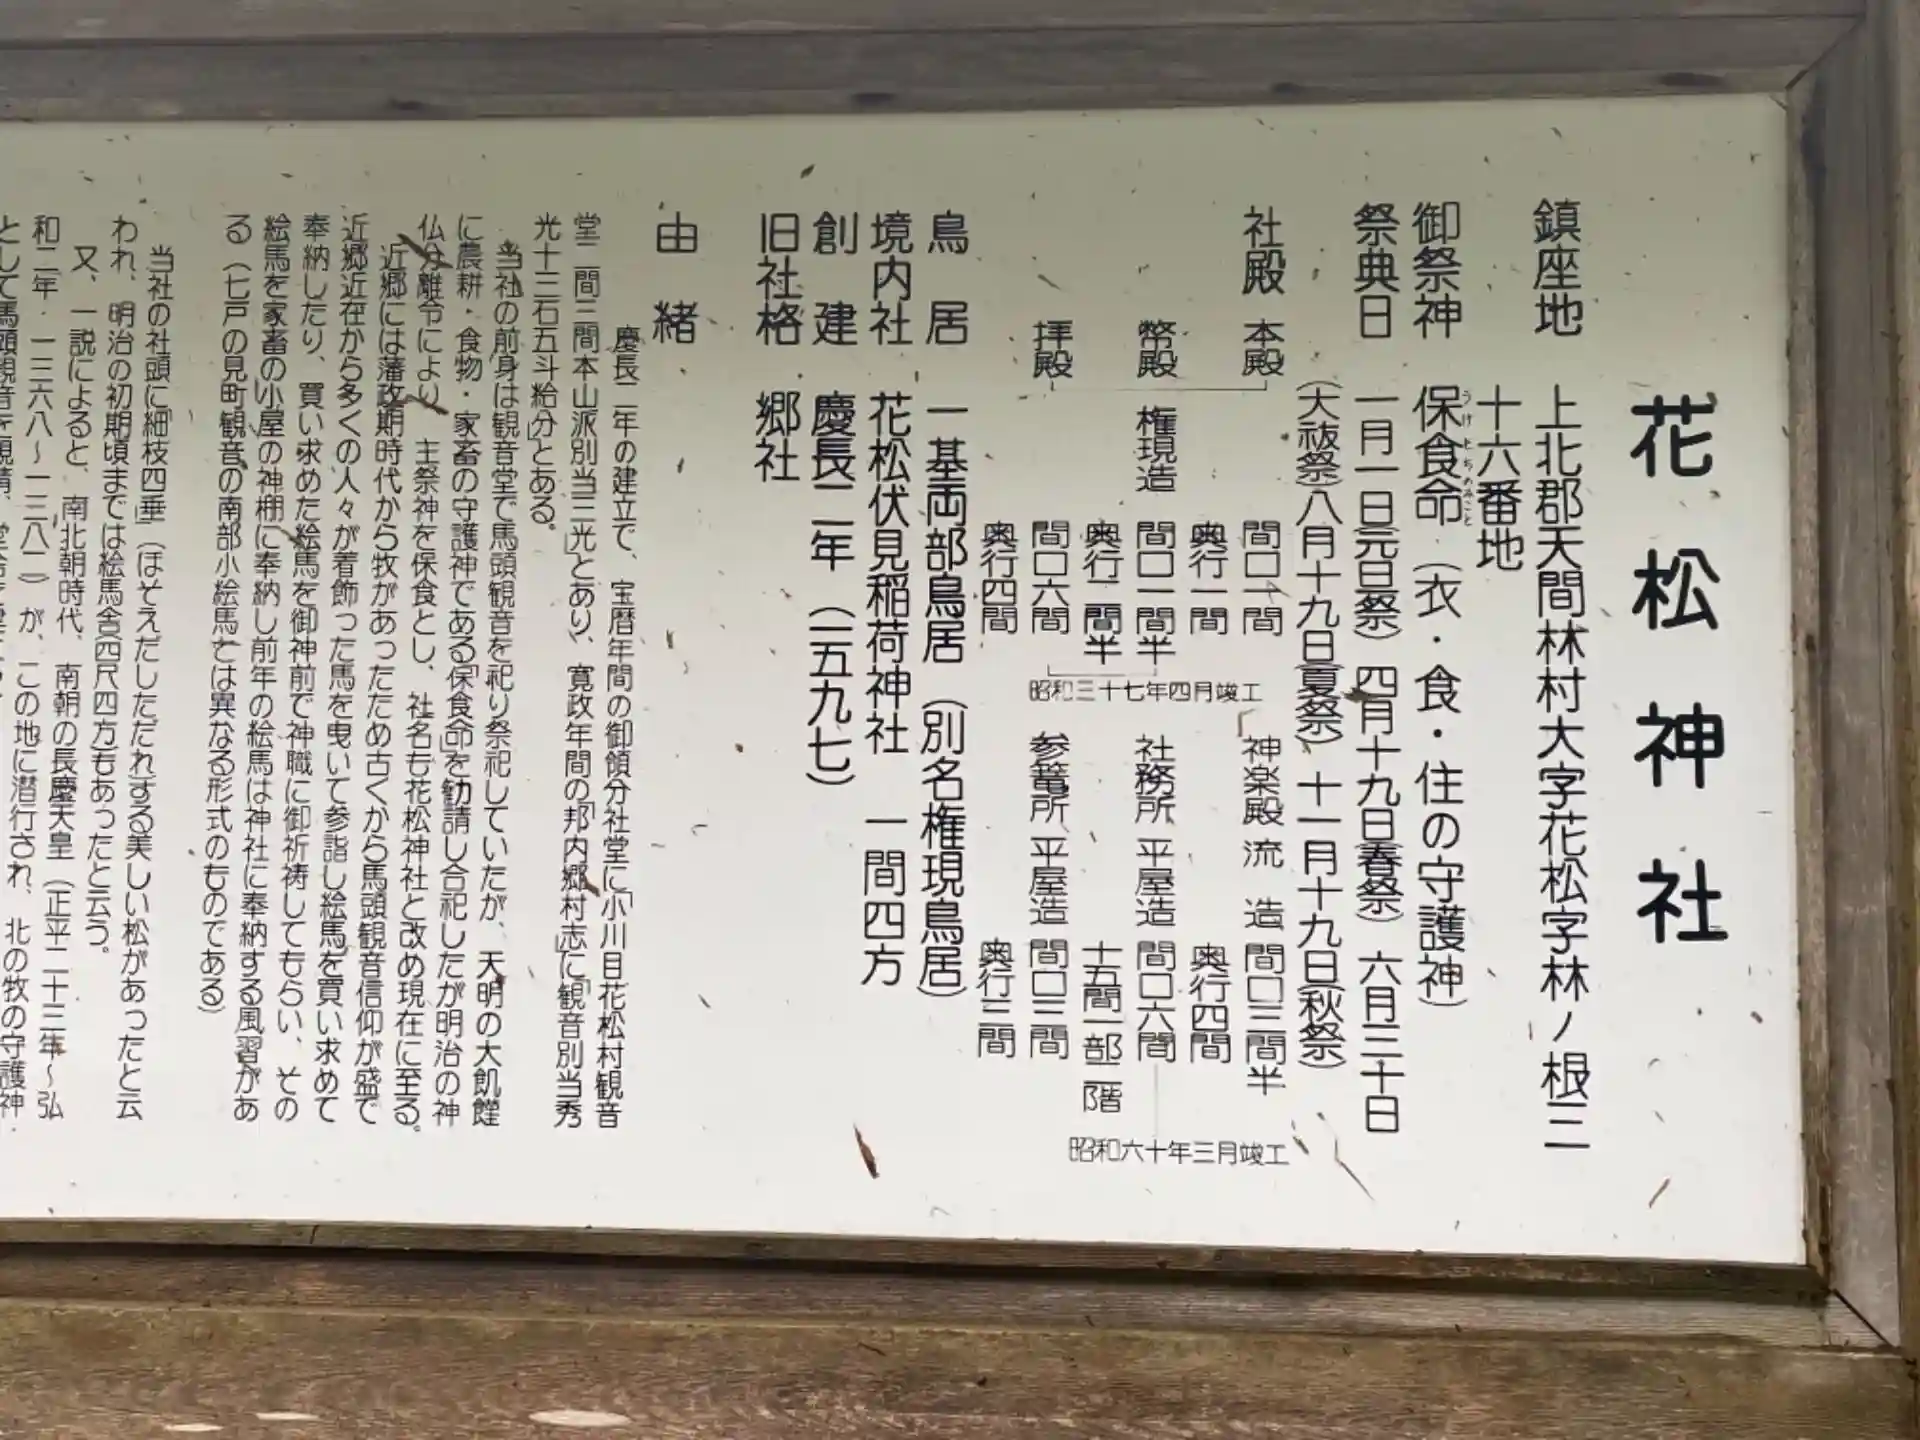 花松神社
鎮座地　上北郡天間林村大字花松字林ノ根三
十六番地
御祭神　保食命（衣・食・住の守護神）
うけもちのみこと
祭典日　一月一日（元旦祭）四月十九日（春祭）六月三十日
（大祓祭）八月十九日（夏祭）十一月十九日（秋祭）
社殿　本殿
幣殿
拝殿
権現造
間口一間
奥行一間
間口一間半
奥行二間半
間口六間
奥行四間
昭和三十七年四月竣工
神楽殿　流造　間口三間半
奥行四間
社務所　平屋造　間口六間
十五間一部二階
参篭所　平屋造　間口三間
奥行三間
昭和六十年三月竣工
鳥居　一基両部鳥居（別名権現鳥居）
境内社　花松伏見稲荷神社　一間四方
創建　慶長二年（一五九七）
旧社格　郷社
由緒
慶長二年の建立で、宝暦年間の御領分社堂に「小川目花松村観音
堂二間三間本山派別当三光」とあり、寛政年間の「邦内郷村志」に「観音別当秀
光十三石五斗給分」とある。
当社の前身は観音堂で馬頭観音を祀り祭祀していたが、天明の大飢饉
に農耕・食物・家畜の守護神である「保食命」を勧請し合祀したが明治の神
仏分離令により、主祭神を保食とし、社名も花松神社と改め現在に至る。
近郷には藩政期時代から牧があったため古くから馬頭観音信仰が盛で
近郷近在から多くの人々が着飾った馬を曳いて参詣し絵馬を買い求めて
奉納したり、買い求めた絵馬を御神前で神職に御祈祷してもらい、その
絵馬を家畜の小屋の神棚に奉納し前年の絵馬は神社に奉納する風習があ
る（七戸の見町観音の南部小絵馬とは異なる形式のものである）
当社の社頭に「細枝四垂」（ほそえだしただれ）する美しい松があったと云
われ、明治の初期頃までは絵馬舎（四尺四方）もあったと云う。
又、一説によると、南北朝時代、南朝の長慶天皇（正平二十三年〜弘
和二年・一三六八〜一三八一）が、この地に潜行され、北の牧の守護神・
として馬頭観音を